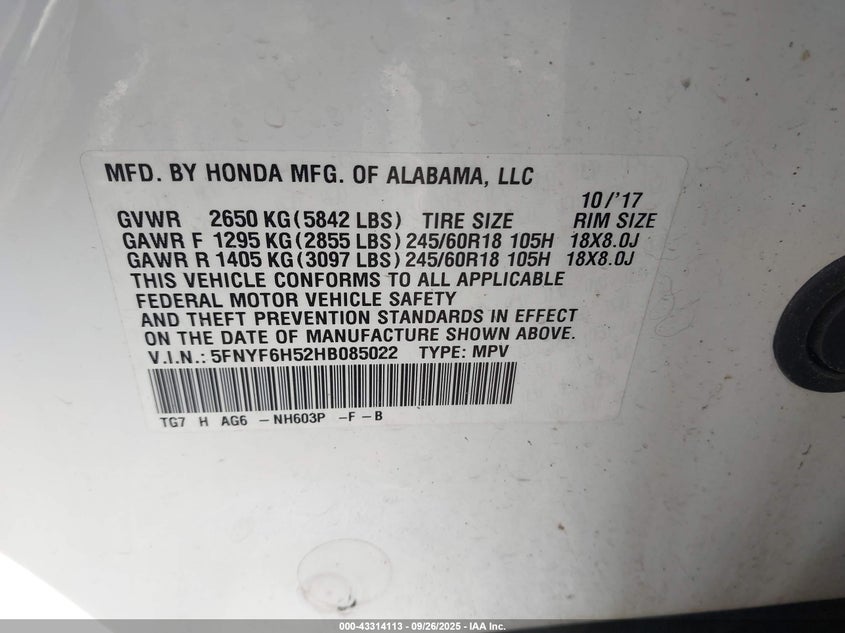 MFD. BY HONDA MFG. OF ALABAMA, LLC
10/'17
GVWR 2650 KG(5842 LBS) TIRE SIZE RIM SIZE
GAWR F 1295 KG(2855 LBS)245/60R18 105H 18X8.0J
GAWR R 1405 KG(3097 LBS)245/60R18 105H 18X8.0J
THIS VEHICLE CONFORMS TO ALL APPLICABLE
FEDERAL MOTOR VEHICLE SAFETY
AND THEFT PREVENTION STANDARDS IN EFFECT
ON THE DATE OF MANUFACTURE SHOWN ABOVE.
V.I.N.: 5FNYF6H52HB085022 TYPE: MPV
TG7 H AG6 -NH603P -F-B
000-43314113 - 09/26/2025 - IAA Inc.